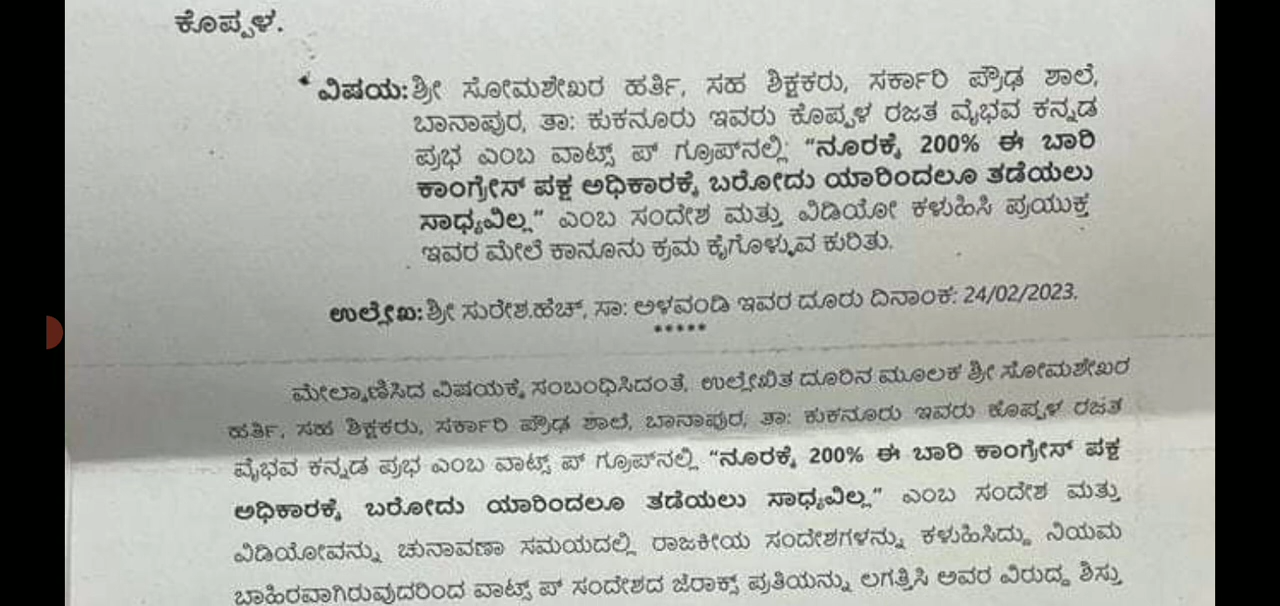 ಕೊಪ್ಪಳ.
ವಿಷಯ: ಶ್ರೀ ಸೋಮಶೇಖರ ಹರ್ತಿ, ಸಹ ಶಿಕ್ಷಕರು, ಸರ್ಕಾರಿ ಪ್ರೌಢ ಶಾಲೆ,
ಬಾನಾಪುರ, ತಾ: ಕುಕನೂರು ಇವರು ಕೊಪ್ಪಳ ರಜತ ವೈಭವ ಕನ್ನಡ
ಪ್ರಭ ಎಂಬ ವಾಟ್ಸ್ ಪ್ ಗ್ರೂಪ್‌ನಲ್ಲಿ "ನೂರಕ್ಕೆ 200% ಈ ಬಾರಿ
ಕಾಂಗ್ರೇಸ್ ಪಕ್ಷ ಅಧಿಕಾರಕ್ಕೆ ಬರೋದು ಯಾರಿಂದಲೂ ತಡೆಯಲು
ಸಾಧ್ಯವಿಲ್ಲ" ಎಂಬ ಸಂದೇಶ ಮತ್ತು ವಿಡಿಯೋ ಕಳುಹಿಸಿ ಪ್ರಯುಕ್ತ
ಇವರ ಮೇಲೆ ಕಾನೂನು ಕ್ರಮ ಕೈಗೊಳ್ಳುವ ಕುರಿತು.
ಉಲ್ಲೇಖ: ಶ್ರೀ ಸುರೇಶ.ಹೆಚ್, ಸಾ: ಅಳವಂಡಿ ಇವರ ದೂರು ದಿನಾಂಕ: 24/02/2023.
*****
ಮೇಲ್ಕಾಣಿಸಿದ ವಿಷಯಕ್ಕೆ ಸಂಬಂಧಿಸಿದಂತೆ, ಉಲ್ಲೇಖಿತ ದೂರಿನ ಮೂಲಕ ಶ್ರೀ ಸೋಮಶೇಖರ
ಹರ್ತಿ, ಸಹ ಶಿಕ್ಷಕರು, ಸರ್ಕಾರಿ ಪ್ರೌಢ ಶಾಲೆ, ಬಾನಾಪುರ, ತಾ: ಕುಕನೂರು ಇವರು ಕೊಪ್ಪಳ ರಜತ
ವೈಭವ ಕನ್ನಡ ಪ್ರಭ ಎಂಬ ವಾಟ್ಸ್ ಪ್ ಗ್ರೂಪ್‌ನಲ್ಲಿ "ನೂರಕ್ಕೆ 200% ಈ ಬಾರಿ ಕಾಂಗ್ರೇಸ್ ಪಕ್ಷ
ಅಧಿಕಾರಕ್ಕೆ ಬರೋದು ಯಾರಿಂದಲೂ ತಡೆಯಲು ಸಾಧ್ಯವಿಲ್ಲ" ಎಂಬ ಸಂದೇಶ ಮತ್ತು
ವಿಡಿಯೋವನ್ನು ಚುನಾವಣಾ ಸಮಯದಲ್ಲಿ ರಾಜಕೀಯ ಸಂದೇಶಗಳನ್ನು ಕಳುಹಿಸಿದ್ದು ನಿಯಮ
ಬಾಹಿರವಾಗಿರುವುದರಿಂದ ವಾಟ್ಸ್ ಪ್ ಸಂದೇಶದ ಜೆರಾಕ್ಸ್ ಪ್ರತಿಯನ್ನು ಲಗತ್ತಿಸಿ ಅವರ ವಿರುದ್ಧ ಶಿಸ್ತು